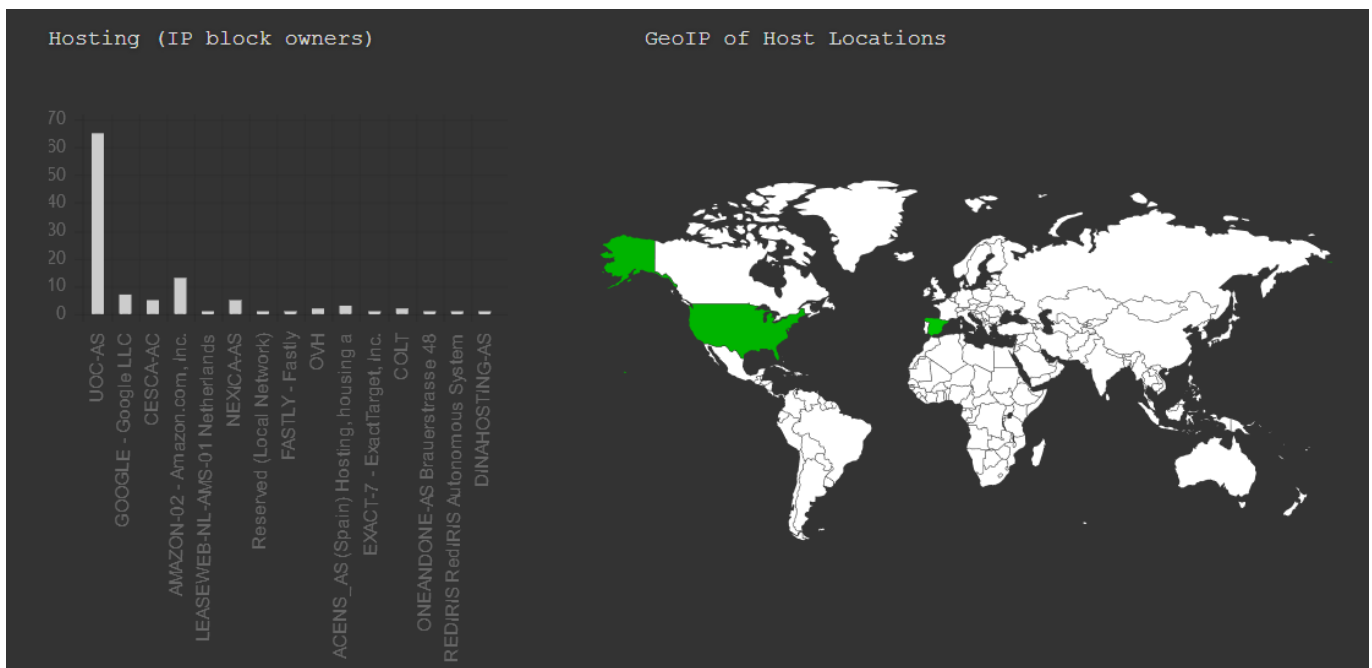 Hosting (IP block owners)
GeoIP of Host Locations
70
60
50
40
30
20
10
0
UOC-AS
GOOGLE - Google LLC
CESCA-AC
AMAZON-02 - Amazon.com, Inc.
LEASEWEB-NL-AMS-01 Netherlands
NEXICA-AS
Reserved (Local Network)
FASTLY - Fastly
OVH
ACENS_AS (Spain) Hosting, housing a
EXACT-7 - ExactTarget, Inc.
COLT
ONEANDONE-AS Brauerstrasse 48
REDIRIS RedIRIS Autonomous System
DINAHOSTING-AS